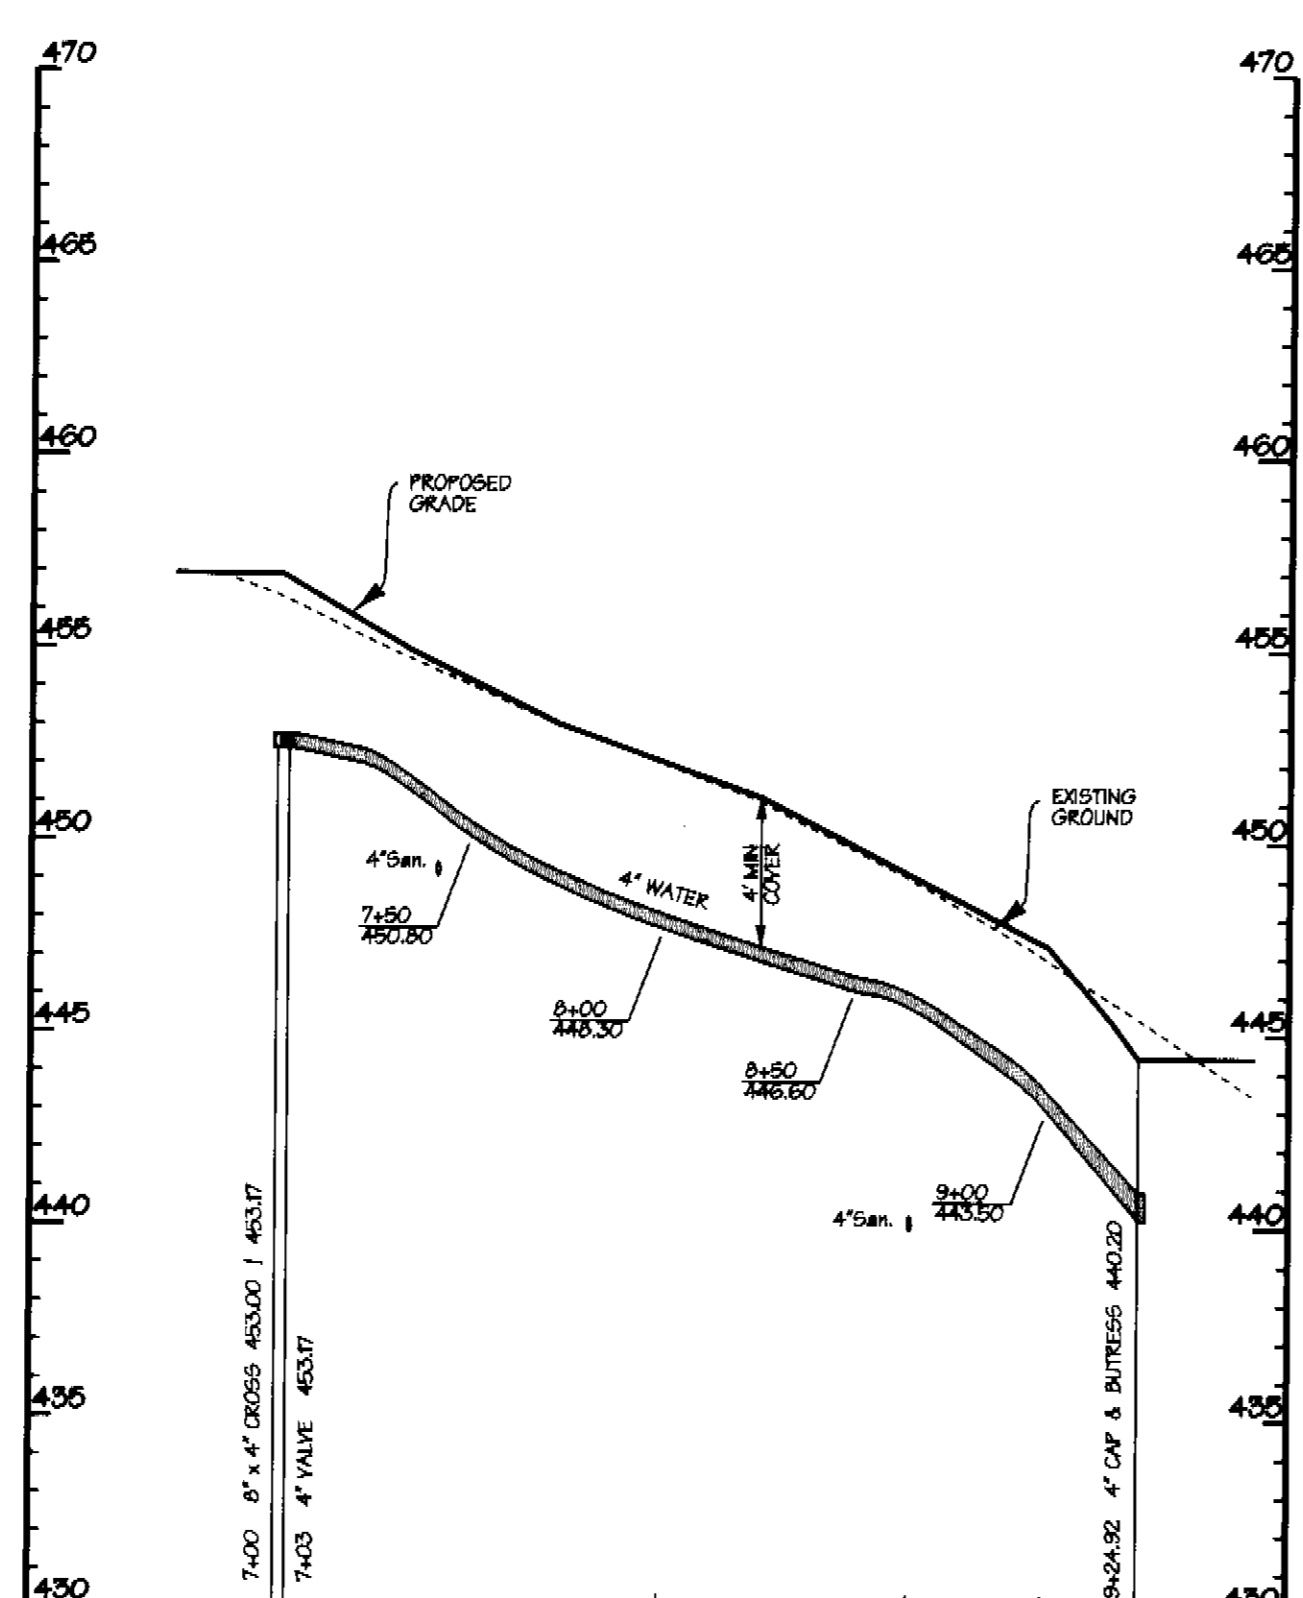 470
470
465
465
460
460
PROPOSED
GRADE
455
455
450
450
EXISTING
GROUND
4' MIN
COVER
4"San.
4" WATER
7+50
450.80
8+00
448.30
445
445
8+50
446.60
440
440
4"San.
9+00
443.50
7+00 8" x 4" CROSS 453.00 | 453.17
7+03 4" VALVE 453.17
9+24.92 4" CAP & BUTRESS 440.20
435
435
430
430